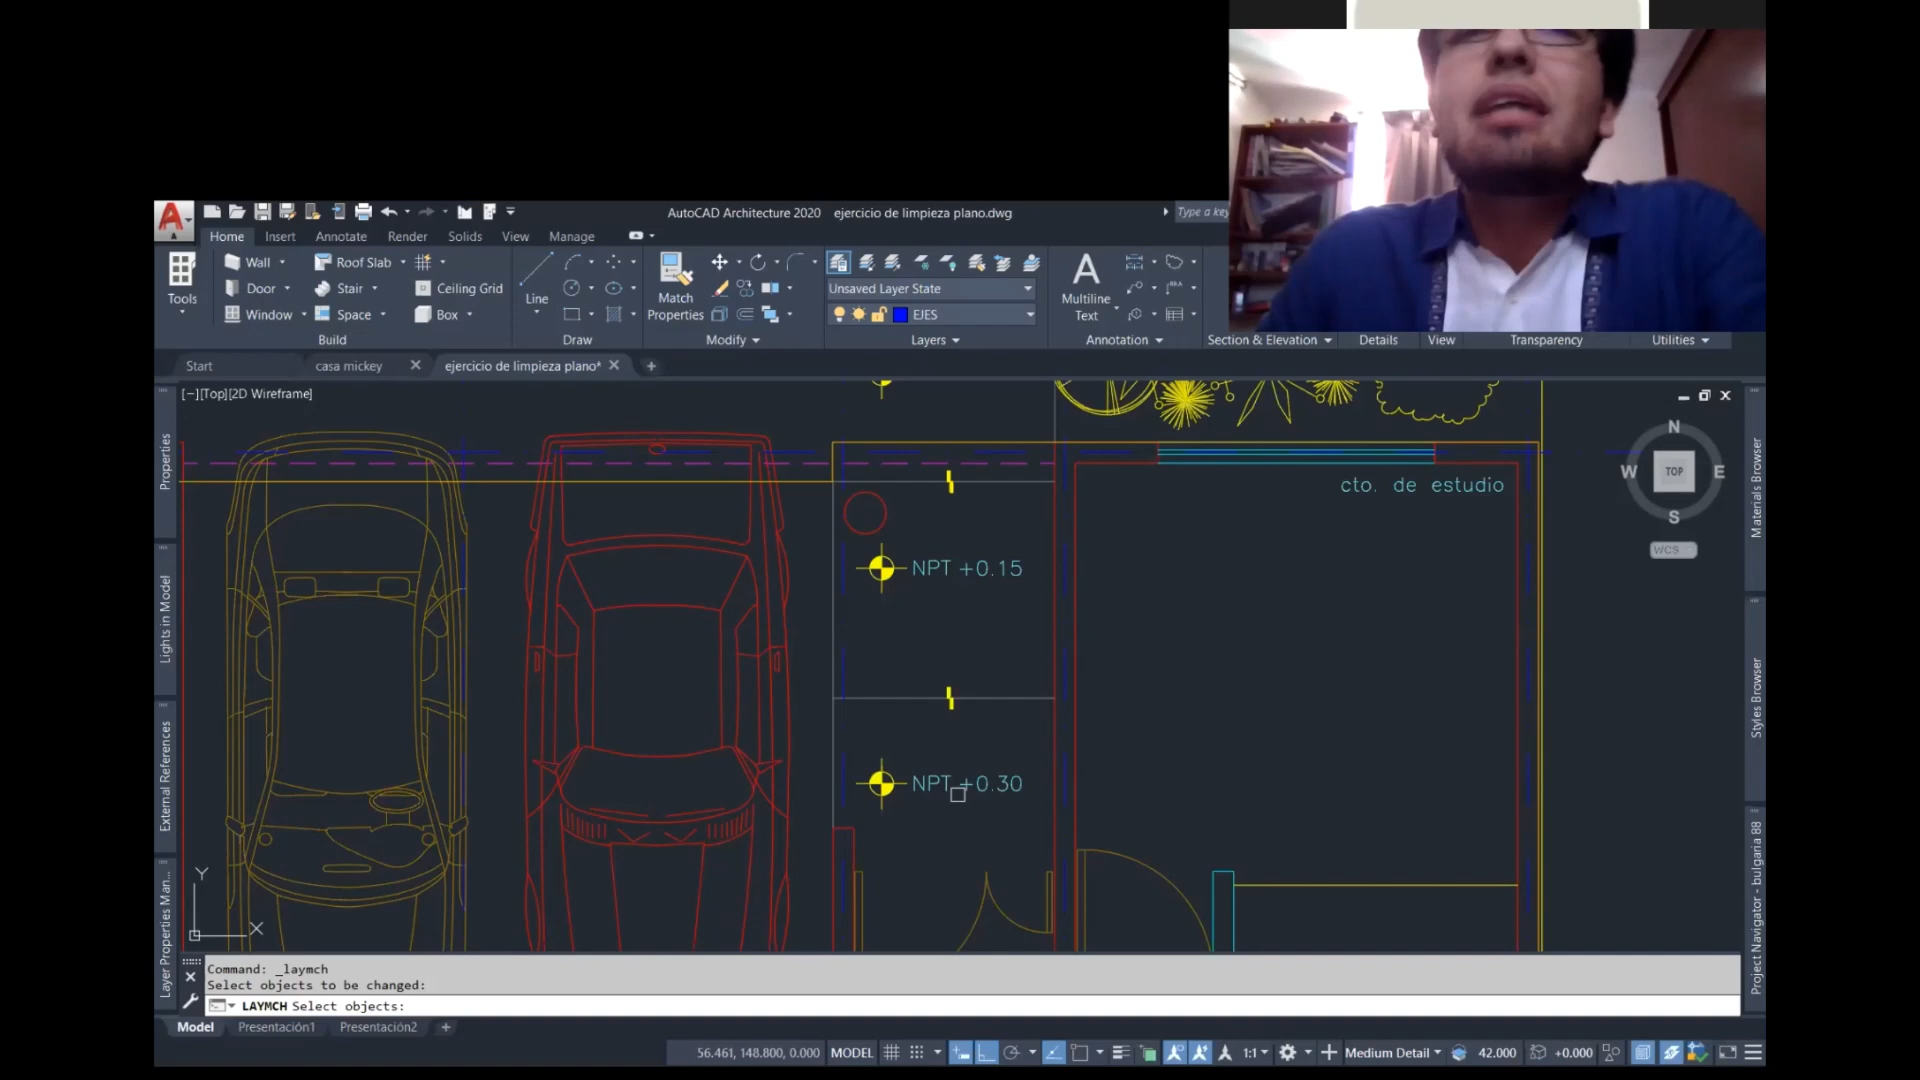 AutoCAD Architecture 2020 ejercicio de limpieza plano.dwg
Type a key
Home Insert Annotate Render Solids View Manage
Tools
Wall
Door
Window
Roof Slab
Stair
Space
Ceiling Grid
Box
Line
Match
Properties
Unsaved Layer State
EJES
Multiline
Text
Build Draw Modify Layers Annotation Section & Elevation Details View Transparency Utilities
Start casa mickey ejercicio de limpieza plano*
[−][Top][2D Wireframe]
N
W TOP E
S
WCS
cto. de estudio
NPT +0.15
NPT +0.30
Properties
Lights in Model
External References
Layer Properties Man...
Materials Browser
Styles Browser
Project Navigator - bulgaria 88
Y
X
Command: _laymch
Select objects to be changed:
LAYMCH Select objects:
Model Presentación1 Presentación2
56.461, 148.800, 0.000 MODEL 1:1 Medium Detail 42.000 +0.000